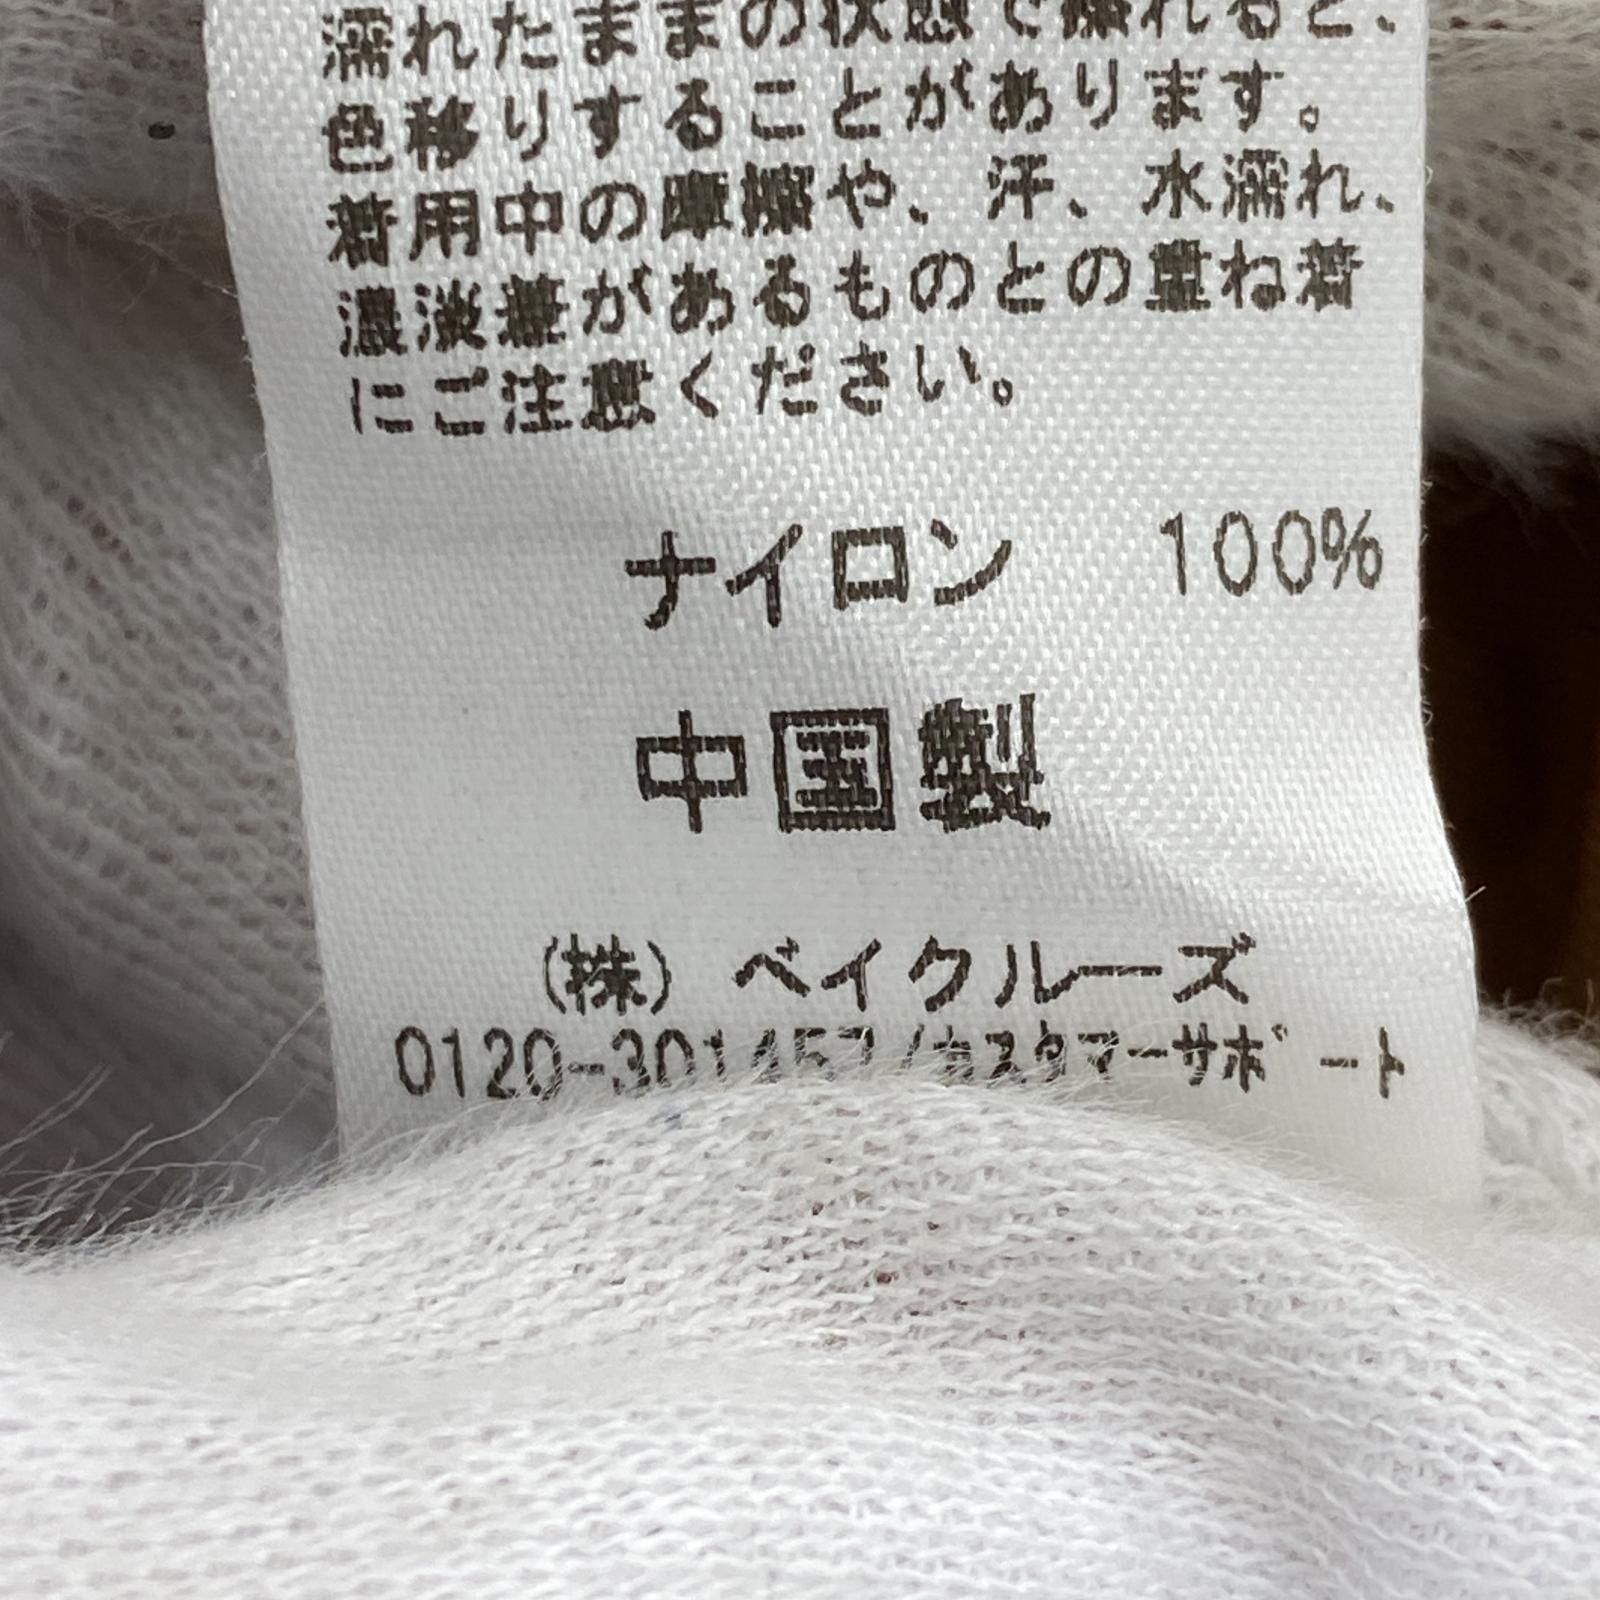 濡れたままの状態で擦れると、
色移りすることがあります。
着用中の摩擦や、汗、水濡れ、
濃淡差があるものとの重ね着
にご注意ください。
ナイロン 100%
中国製
(株) ベイクルーズ
0120-301457/カスタマーサポート